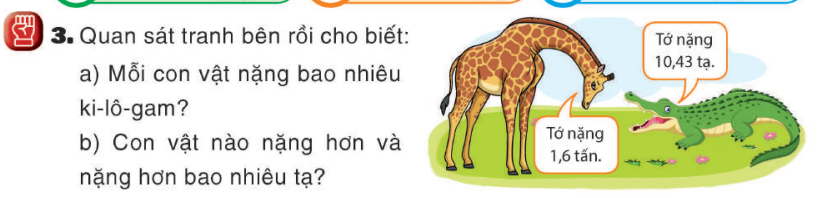 3. Quan sát tranh bên rồi cho biết:
a) Mỗi con vật nặng bao nhiêu
ki-lô-gam?
b) Con vật nào nặng hơn và
nặng hơn bao nhiêu tạ?
Tớ nặng
10,43 tạ.
Tớ nặng
1,6 tấn.